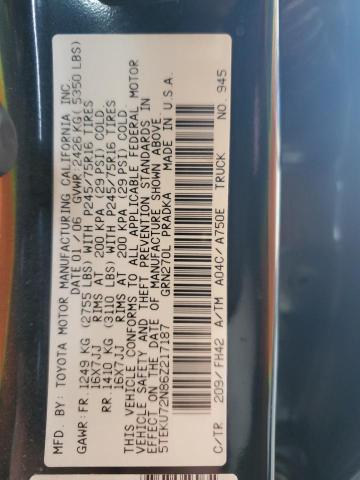 MFD. BY: TOYOTA MOTOR MANUFACTURING CALIFORNIA INC.
DATE 01/06 GVWR: 2426 KG( 5350 LBS)
GAWR: FR. 1249 KG (2755 LBS) WITH P245/75R16 TIRES
16X7JJ RIMS AT 200 KPA (29 PSI) COLD
RR. 1410 KG (3110 LBS) WITH P245/75R16 TIRES
16X7JJ RIMS AT 200 KPA (29 PSI) COLD
THIS VEHICLE CONFORMS TO ALL APPLICABLE FEDERAL MOTOR
VEHICLE SAFETY AND THEFT PREVENTION STANDARDS IN
EFFECT ON THE DATE OF MANUFACTURE SHOWN ABOVE
5TEKU72N86Z217187 GRN270L PRADKA MADE IN U.S.A.
C/TR 209/FH42 A/TM A04C/A750E TRUCK NO. 945